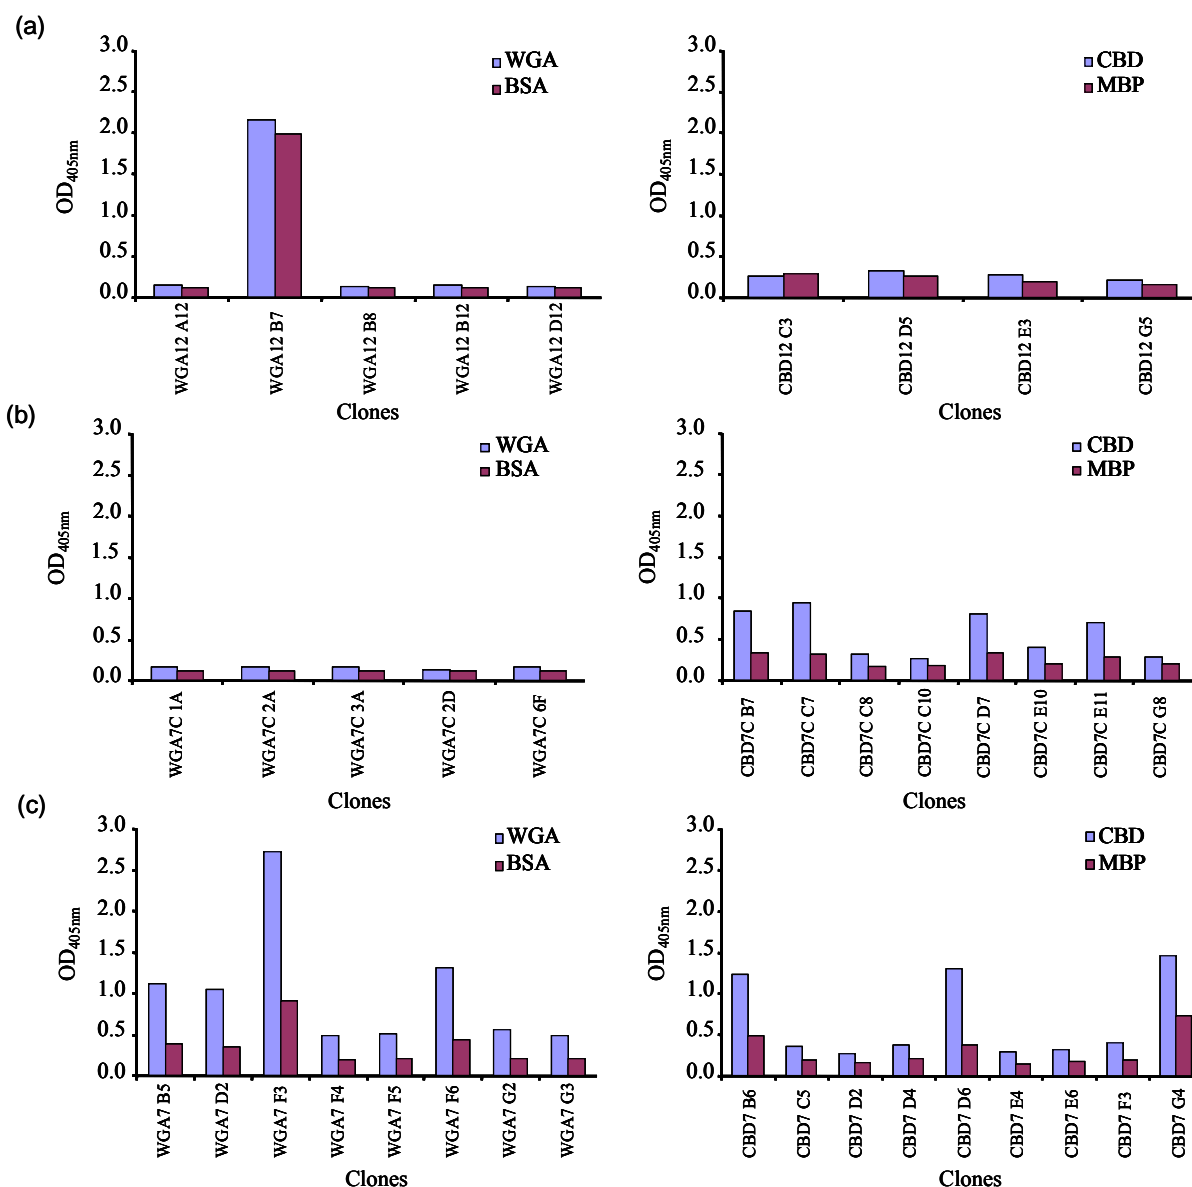 (a)
3.0
2.5
2.0
1.5
1.0
0.5
0.0
OD405nm
WGA
BSA
WGA12 A12
WGA12 B7
WGA12 B8
WGA12 B12
WGA12 D12
Clones
3.0
2.5
2.0
1.5
1.0
0.5
0.0
OD405nm
CBD
MBP
CBD12 C3
CBD12 D5
CBD12 E3
CBD12 G5
Clones
(b)
3.0
2.5
2.0
1.5
1.0
0.5
0.0
OD405nm
WGA
BSA
WGA7C 1A
WGA7C 2A
WGA7C 3A
WGA7C 2D
WGA7C 6F
Clones
3.0
2.5
2.0
1.5
1.0
0.5
0.0
OD405nm
CBD
MBP
CBD7C B7
CBD7C C7
CBD7C C8
CBD7C C10
CBD7C D7
CBD7C E10
CBD7C E11
CBD7C G8
Clones
(c)
3.0
2.5
2.0
1.5
1.0
0.5
0.0
OD405nm
WGA
BSA
WGA7 B5
WGA7 D2
WGA7 F3
WGA7 F4
WGA7 F5
WGA7 F6
WGA7 G2
WGA7 G3
Clones
3.0
2.5
2.0
1.5
1.0
0.5
0.0
OD405nm
CBD
MBP
CBD7 B6
CBD7 C5
CBD7 D2
CBD7 D4
CBD7 D6
CBD7 E4
CBD7 E6
CBD7 F3
CBD7 G4
Clones